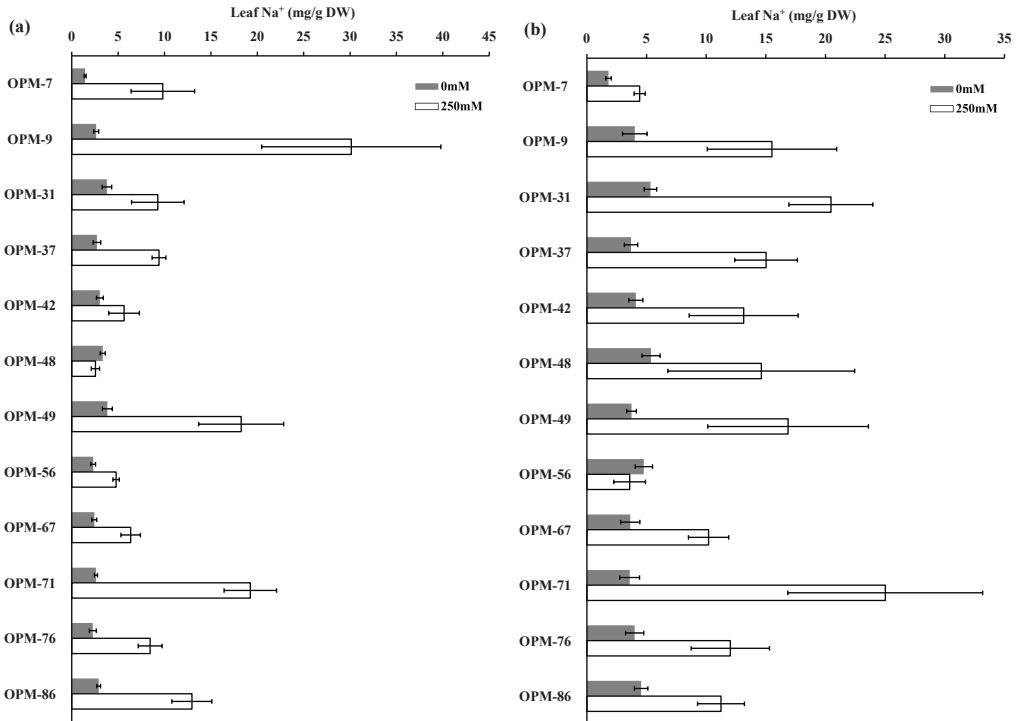 (a)
Leaf Na⁺ (mg/g DW)
0 5 10 15 20 25 30 35 40 45
0mM
250mM
OPM-7
OPM-9
OPM-31
OPM-37
OPM-42
OPM-48
OPM-49
OPM-56
OPM-67
OPM-71
OPM-76
OPM-86
(b)
Leaf Na⁺ (mg/g DW)
0 5 10 15 20 25 30 35
0mM
250mM
OPM-7
OPM-9
OPM-31
OPM-37
OPM-42
OPM-48
OPM-49
OPM-56
OPM-67
OPM-71
OPM-76
OPM-86